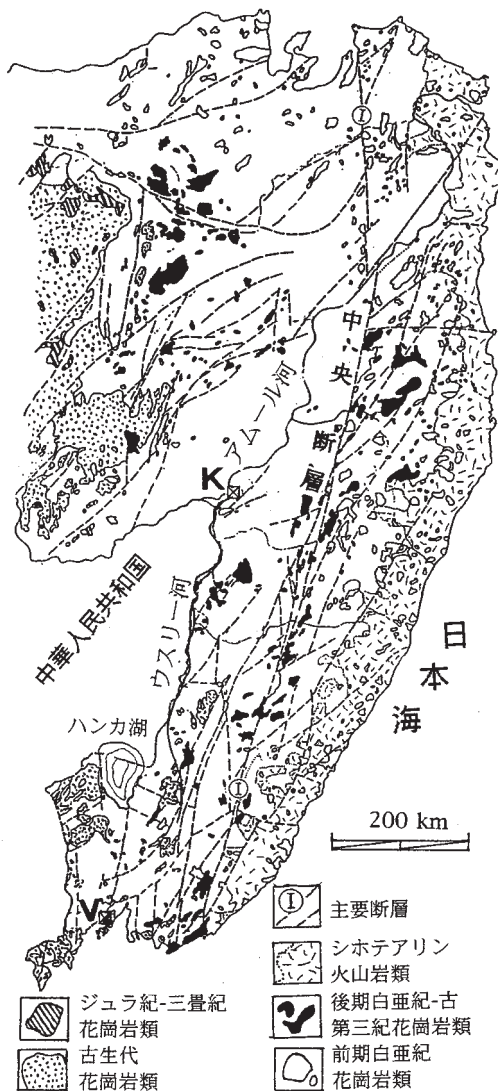 Ⓘ
中央断層
アムール河
K
中華人民共和国
ウスリー河
日本海
ハンカ湖
Ⓘ
200 km
V
Ⓘ 主要断層
シホテアリン
火山岩類
ジュラ紀-三畳紀
花崗岩類
後期白亜紀-古
第三紀花崗岩類
古生代
花崗岩類
前期白亜紀
花崗岩類